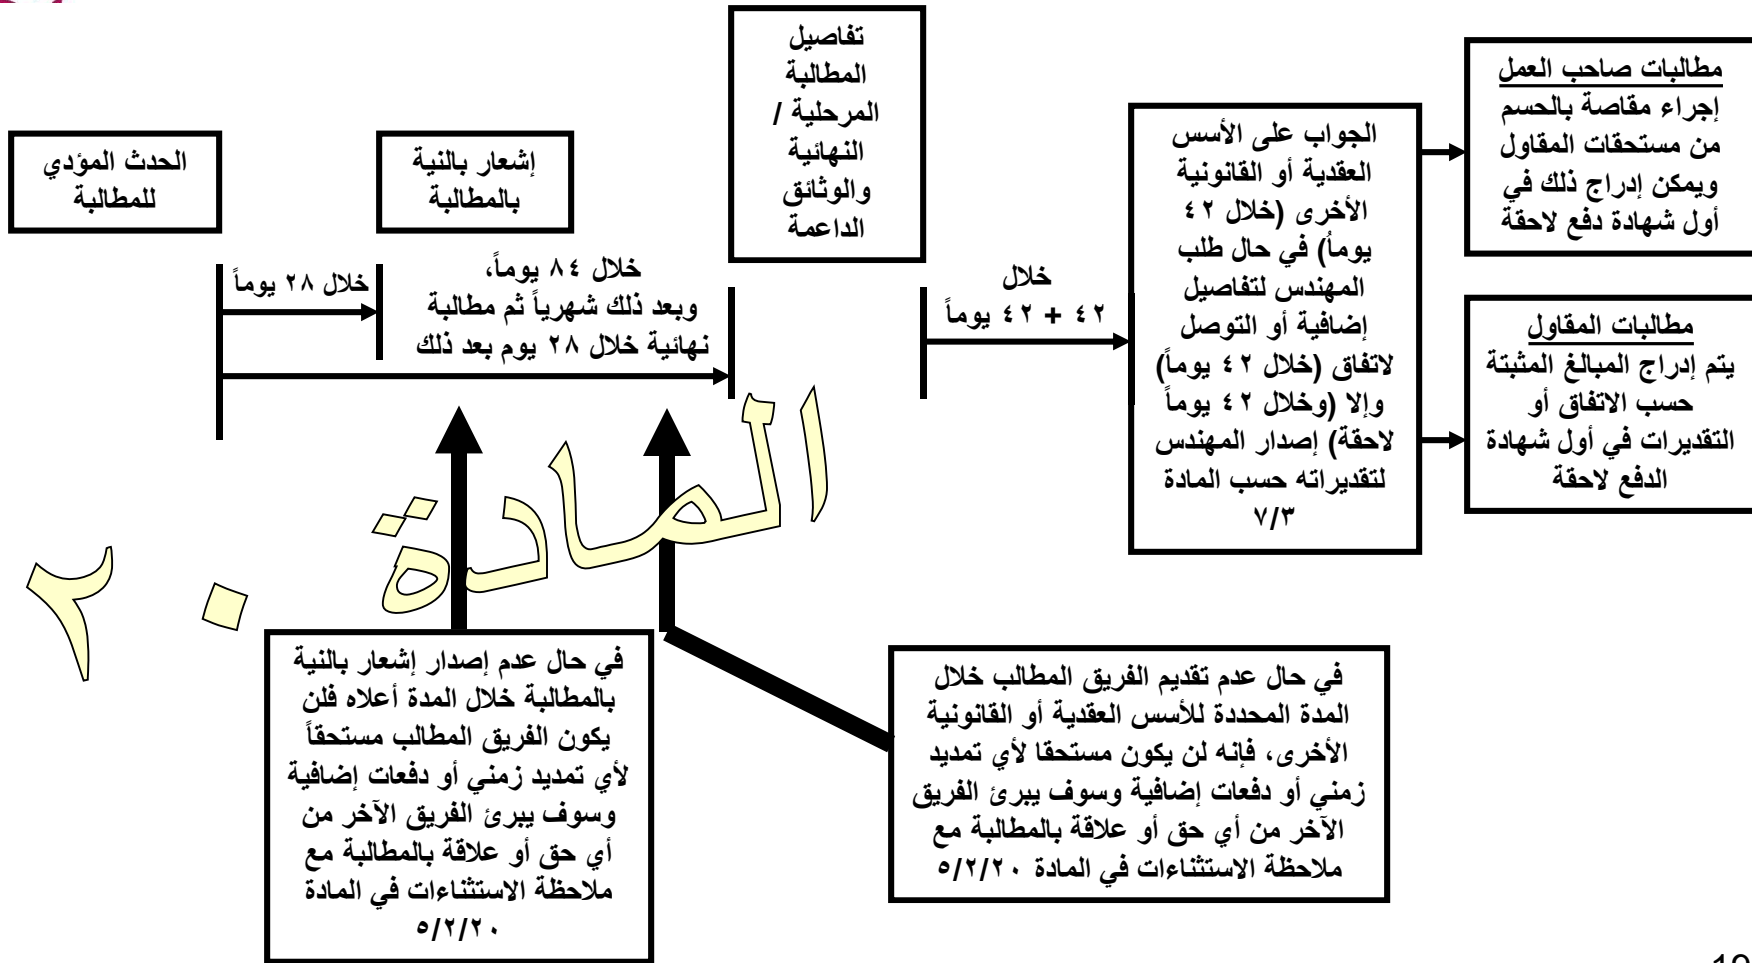 الحدث المؤدي
للمطالبة
خلال ٢٨ يوماً
إشعار بالنية
بالمطالبة
خلال ٨٤ يوماً،
وبعد ذلك شهرياً ثم مطالبة
نهائية خلال ٢٨ يوم بعد ذلك
تفاصيل
المطالبة
المرحلية /
النهائية
والوثائق
الداعمة
خلال
٤٢ + ٤٢ يوماً
الجواب على الأسس
العقدية أو القانونية
الأخرى (خلال ٤٢
يوماً) في حال طلب
المهندس لتفاصيل
إضافية أو التوصل
لاتفاق (خلال ٤٢ يوماً)
وإلا (وخلال ٤٢ يوماً
لاحقة) إصدار المهندس
لتقديراته حسب المادة
٧/٣
مطالبات صاحب العمل
إجراء مقاصة بالحسم
من مستحقات المقاول
ويمكن إدراج ذلك في
أول شهادة دفع لاحقة
مطالبات المقاول
يتم إدراج المبالغ المثبتة
حسب الاتفاق أو
التقديرات في أول شهادة
الدفع لاحقة
المادة ٢٠
في حال عدم إصدار إشعار بالنية
بالمطالبة خلال المدة أعلاه فلن
يكون الفريق المطالب مستحقاً
لأي تمديد زمني أو دفعات إضافية
وسوف يبرئ الفريق الآخر من
أي حق أو علاقة بالمطالبة مع
ملاحظة الاستثناءات في المادة
٥/٢/٢٠
في حال عدم تقديم الفريق المطالب خلال
المدة المحددة للأسس العقدية أو القانونية
الأخرى، فإنه لن يكون مستحقا لأي تمديد
زمني أو دفعات إضافية وسوف يبرئ الفريق
الآخر من أي حق أو علاقة بالمطالبة مع
ملاحظة الاستثناءات في المادة ٥/٢/٢٠